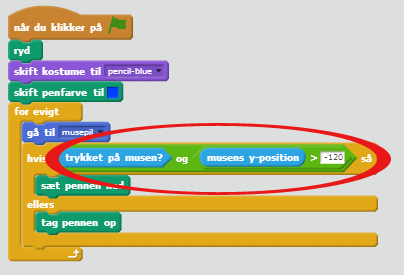 når du klikker på
ryd
skift kostume til pencil-blue
skift penfarve til
for evigt
gå til musepil
hvis trykket på musen? og musens y-position > -120 så
sæt pennen ned
ellers
tag pennen op